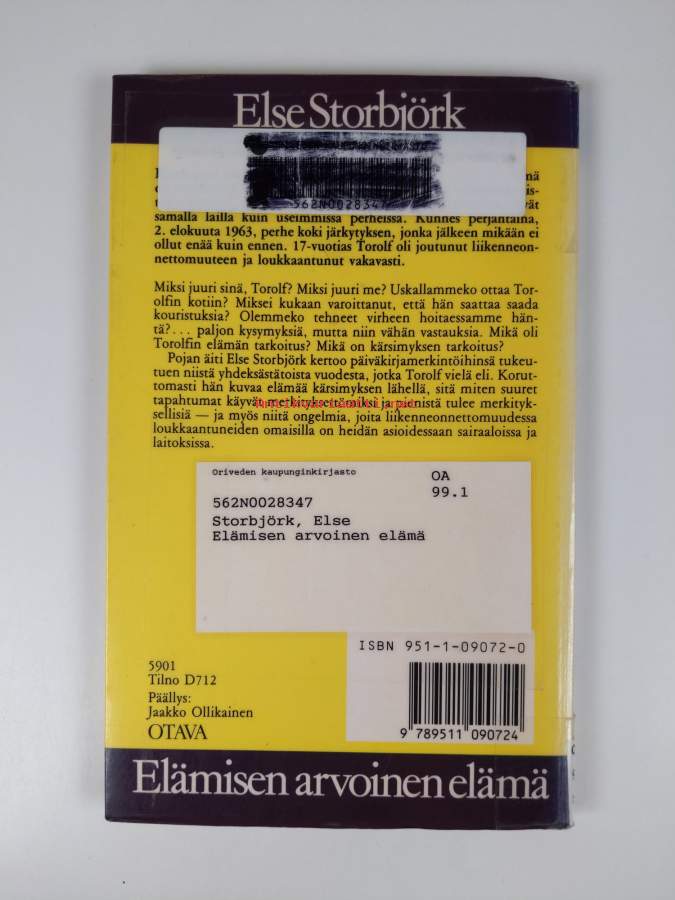 Else Storbjörk
562N0028347
samalla lailla kuin useimmissa perheissä. Kunnes perjantaina,
2. elokuuta 1963, perhe koki järkytyksen, jonka jälkeen mikään ei
ollut enää kuin ennen. 17-vuotias Torolf oli joutunut liikenneon-
nettomuuteen ja loukkaantunut vakavasti.
Miksi juuri sinä, Torolf? Miksi juuri me? Uskallammeko ottaa Tor-
olfin kotiin? Miksei kukaan varoittanut, että hän saattaa saada
kouristuksia? Olemmeko tehneet virheen hoitaessamme hän-
tä?... paljon kysymyksiä, mutta niin vähän vastauksia. Mikä oli
Torolfin elämän tarkoitus? Mikä on kärsimyksen tarkoitus?
Pojan äiti Else Storbjörk kertoo päiväkirjamerkintöihinsä tukeu-
tuen niistä yhdeksästätoista vuodesta, jotka Torolf vielä eli. Korut-
tomasti hän kuvaa elämää kärsimyksen lähellä, sitä miten suuret
tapahtumat käyvät merkityksettömiksi ja pienistä tulee merkityk-
sellisiä — ja myös niitä ongelmia, joita liikenneonnettomuudessa
loukkaantuneiden omaisilla on heidän asioidessaan sairaaloissa ja
laitoksissa.
Oriveden kaupunginkirjasto
OA
99.1
562N0028347
Storbjörk, Else
Elämisen arvoinen elämä
ISBN 951-1-09072-0
9 789511 090724
5901
Tilno D712
Päällys:
Jaakko Ollikainen
OTAVA
Elämisen arvoinen elämä